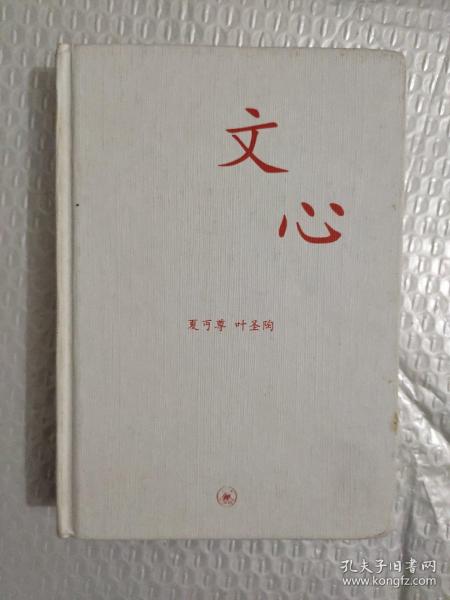 文
心
夏丏尊 叶圣陶
孔夫子旧书网
www.kongfz.com